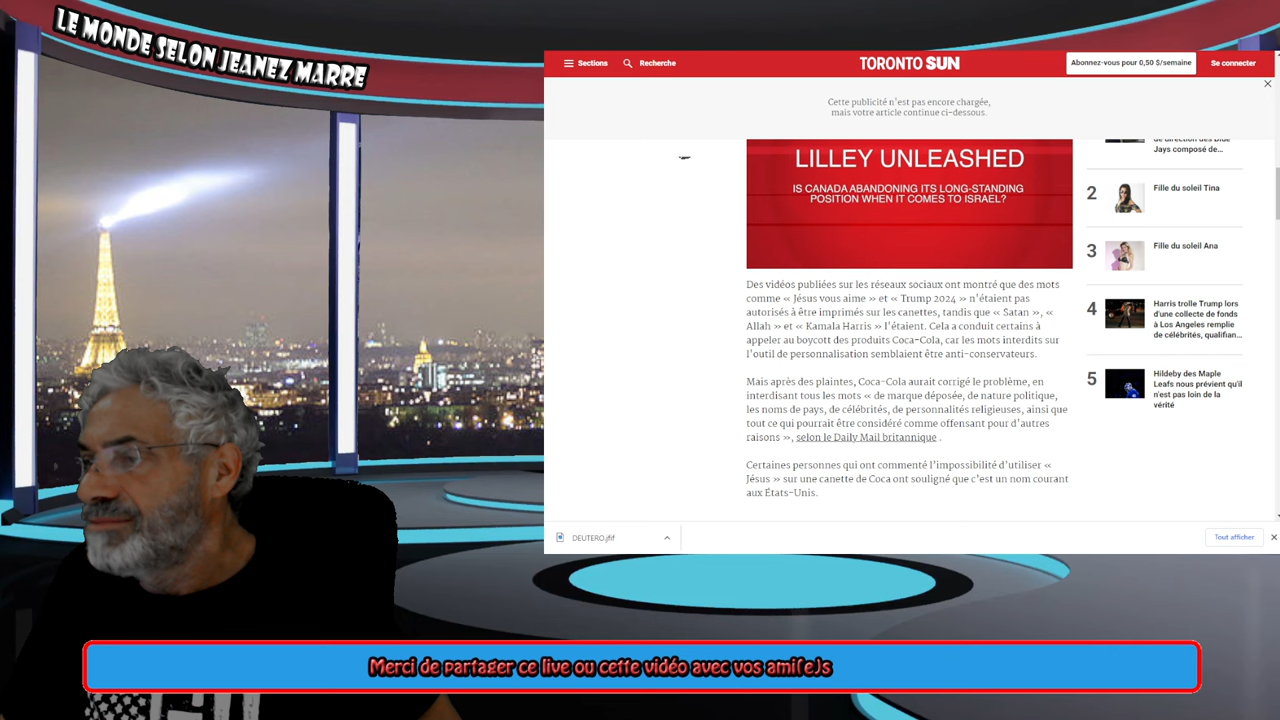 LE MONDE SELON JEANEZ MARRE
Sections
Recherche
TORONTO SUN
Abonnez-vous pour 0,50 $/semaine
Se connecter
Cette publicité n'est pas encore chargée,
mais votre article continue ci-dessous.
LILLEY UNLEASHED
IS CANADA ABANDONING ITS LONG-STANDING
POSITION WHEN IT COMES TO ISRAEL?
Des vidéos publiées sur les réseaux sociaux ont montré que des mots
comme « Jésus vous aime » et « Trump 2024 » n'étaient pas
autorisés à être imprimés sur les canettes, tandis que « Satan », «
Allah » et « Kamala Harris » l'étaient. Cela a conduit certains à
appeler au boycott des produits Coca-Cola, car les mots interdits sur
l'outil de personnalisation semblaient être anti-conservateurs.
Mais après des plaintes, Coca-Cola aurait corrigé le problème, en
interdisant tous les mots « de marque déposée, de nature politique,
les noms de pays, de célébrités, de personnalités religieuses, ainsi que
tout ce qui pourrait être considéré comme offensant pour d'autres
raisons », selon le Daily Mail britannique .
Certaines personnes qui ont commenté l'impossibilité d'utiliser «
Jésus » sur une canette de Coca ont souligné que c'est un nom courant
aux États-Unis.
de direction des Blue
Jays composé de...
2
Fille du soleil Tina
3
Fille du soleil Ana
4
Harris trolle Trump lors
d'une collecte de fonds
à Los Angeles remplie
de célébrités, qualifian...
5
Hildeby des Maple
Leafs nous prévient qu'il
n'est pas loin de la
vérité
DEUTERO.jfif
Tout afficher
Merci de partager ce live ou cette vidéo avec vos ami(e)s